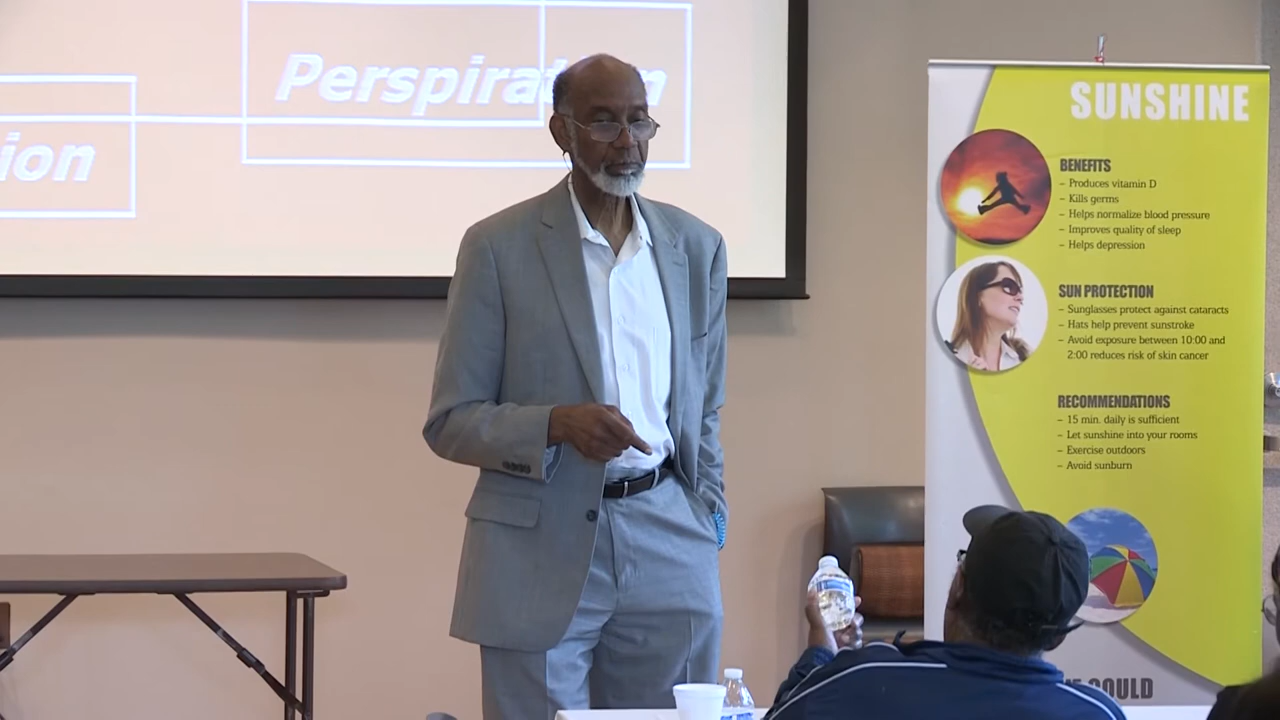 Perspiration
ion
SUNSHINE
BENEFITS
– Produces vitamin D
– Kills germs
– Helps normalize blood pressure
– Improves quality of sleep
– Helps depression
SUN PROTECTION
– Sunglasses protect against cataracts
– Hats help prevent sunstroke
– Avoid exposure between 10:00 and
2:00 reduces risk of skin cancer
RECOMMENDATIONS
– 15 min. daily is sufficient
– Let sunshine into your rooms
– Exercise outdoors
– Avoid sunburn
COULD